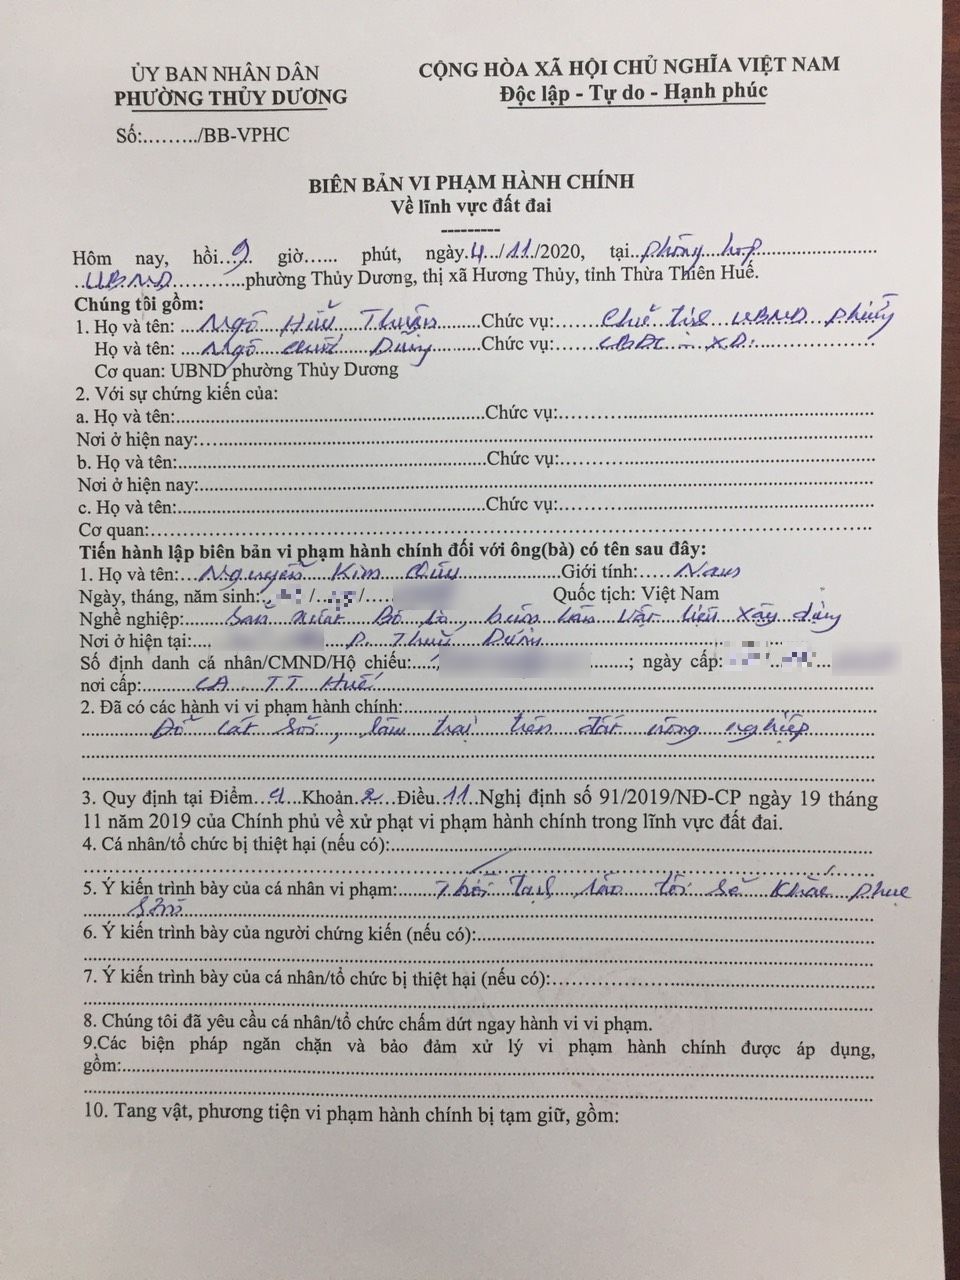 ỦY BAN NHÂN DÂN
PHƯỜNG THỦY DƯƠNG
CỘNG HÒA XÃ HỘI CHỦ NGHĨA VIỆT NAM
Độc lập - Tự do - Hạnh phúc
Số:........./BB-VPHC
BIÊN BẢN VI PHẠM HÀNH CHÍNH
Về lĩnh vực đất đai
Hôm nay, hồi 9 giờ...... phút, ngày 4/11/2020, tại phòng họp
UBND phường Thủy Dương, thị xã Hương Thủy, tỉnh Thừa Thiên Huế.
Chúng tôi gồm:
1. Họ và tên: Ngô Hữu Thuận Chức vụ: Chủ tịch UBND phường
Họ và tên: Ngô Dũng Chức vụ: XD
Cơ quan: UBND phường Thủy Dương
2. Với sự chứng kiến của:
a. Họ và tên: Chức vụ:
Nơi ở hiện nay:
b. Họ và tên: Chức vụ:
Nơi ở hiện nay:
c. Họ và tên: Chức vụ:
Cơ quan:
Tiến hành lập biên bản vi phạm hành chính đối với ông(bà) có tên sau đây:
1. Họ và tên: Nguyễn Kim Giới tính: Nam
Ngày, tháng, năm sinh: Quốc tịch: Việt Nam
Nghề nghiệp: Sản xuất Bờ lô, buôn bán Vật liệu xây dựng
Nơi ở hiện tại: P. Thủy Dương
Số định danh cá nhân/CMND/Hộ chiếu: ; ngày cấp:
nơi cấp: CA TT Huế
2. Đã có các hành vi vi phạm hành chính:
Đổ cát sỏi, làm trại trên đất nông nghiệp
3. Quy định tại Điểm a Khoản 2 Điều 11 Nghị định số 91/2019/NĐ-CP ngày 19 tháng
11 năm 2019 của Chính phủ về xử phạt vi phạm hành chính trong lĩnh vực đất đai.
4. Cá nhân/tổ chức bị thiệt hại (nếu có):
5. Ý kiến trình bày của cá nhân vi phạm: tôi sẽ khắc phục
6. Ý kiến trình bày của người chứng kiến (nếu có):
7. Ý kiến trình bày của cá nhân/tổ chức bị thiệt hại (nếu có):
8. Chúng tôi đã yêu cầu cá nhân/tổ chức chấm dứt ngay hành vi vi phạm.
9.Các biện pháp ngăn chặn và bảo đảm xử lý vi phạm hành chính được áp dụng,
gồm:
10. Tang vật, phương tiện vi phạm hành chính bị tạm giữ, gồm: